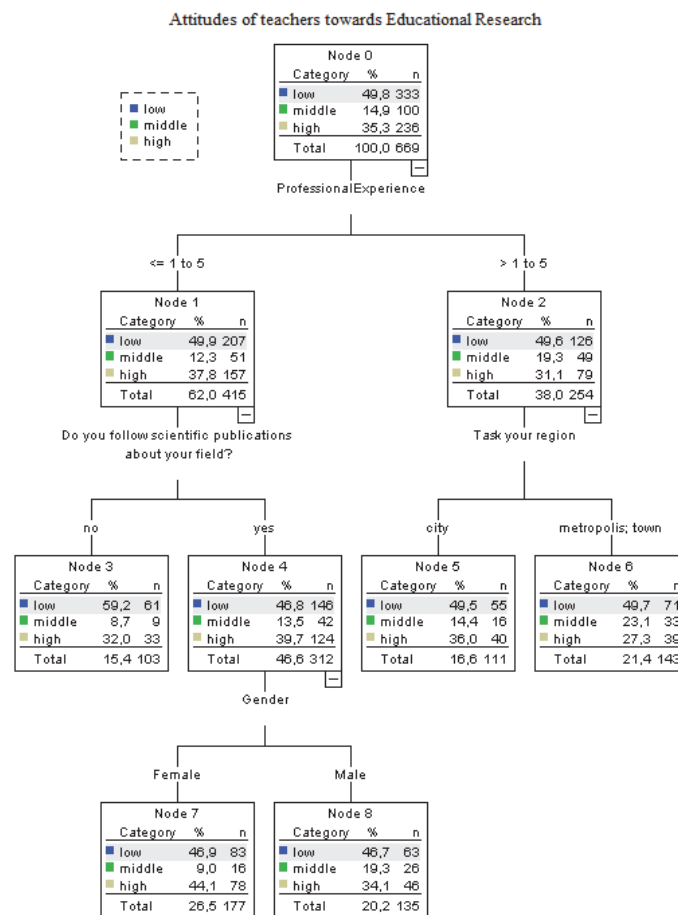 Attitudes of teachers towards Educational Research
low
middle
high
Node 0
Category % n
low 49,8 333
middle 14,9 100
high 35,3 236
Total 100,0 669
ProfessionalExperience
<= 1 to 5
> 1 to 5
Node 1
Category % n
low 49,9 207
middle 12,3 51
high 37,8 157
Total 62,0 415
Node 2
Category % n
low 49,6 126
middle 19,3 49
high 31,1 79
Total 38,0 254
Do you follow scientific publications
about your field?
Task your region
no
yes
city
metropolis; town
Node 3
Category % n
low 59,2 61
middle 8,7 9
high 32,0 33
Total 15,4 103
Node 4
Category % n
low 46,8 146
middle 13,5 42
high 39,7 124
Total 46,6 312
Node 5
Category % n
low 49,5 55
middle 14,4 16
high 36,0 40
Total 16,6 111
Node 6
Category % n
low 49,7 71
middle 23,1 33
high 27,3 39
Total 21,4 143
Gender
Female
Male
Node 7
Category % n
low 46,9 83
middle 9,0 16
high 44,1 78
Total 26,5 177
Node 8
Category % n
low 46,7 63
middle 19,3 26
high 34,1 46
Total 20,2 135